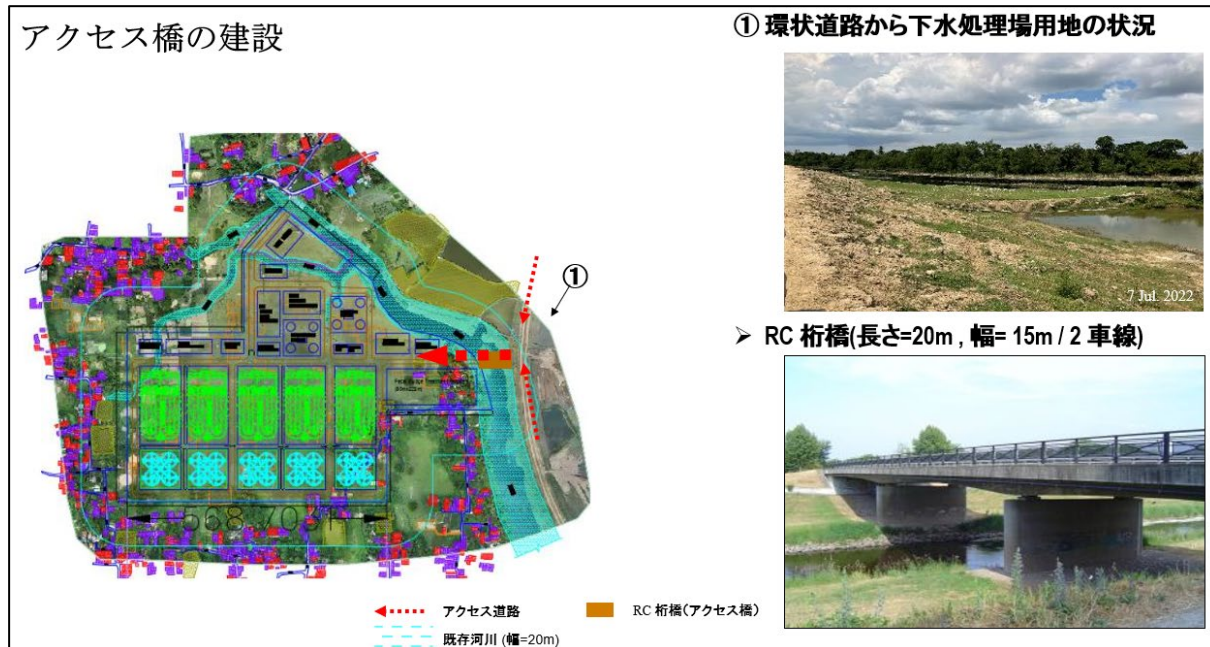 アクセス橋の建設
① 環状道路から下水処理場用地の状況
7 Jul. 2022
①
➢ RC 桁橋(長さ=20m , 幅= 15m / 2 車線)
アクセス道路
RC 桁橋(アクセス橋)
既存河川 (幅=20m)